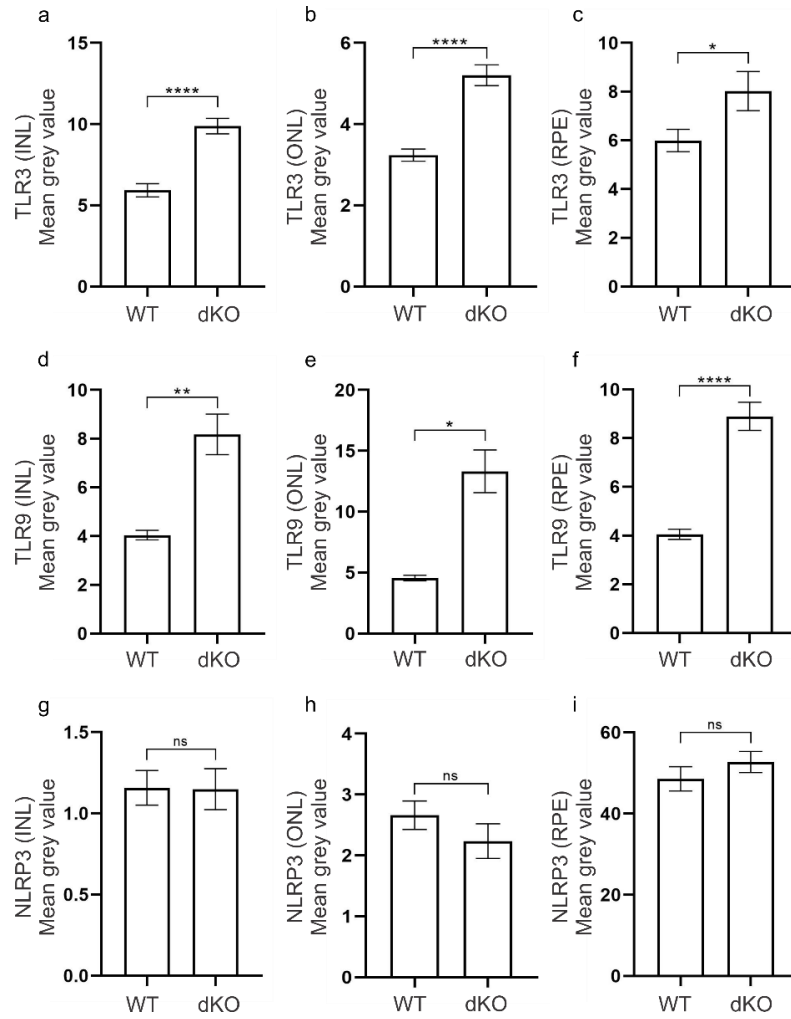 a
TLR3 (INL)
Mean grey value
15
10
5
0
****
WT
dKO
b
TLR3 (ONL)
Mean grey value
6
4
2
0
****
WT
dKO
c
TLR3 (RPE)
Mean grey value
10
8
6
4
2
0
*
WT
dKO
d
TLR9 (INL)
Mean grey value
10
8
6
4
2
0
**
WT
dKO
e
TLR9 (ONL)
Mean grey value
20
15
10
5
0
*
WT
dKO
f
TLR9 (RPE)
Mean grey value
10
8
6
4
2
0
****
WT
dKO
g
NLRP3 (INL)
Mean grey value
1.5
1.0
0.5
0.0
ns
WT
dKO
h
NLRP3 (ONL)
Mean grey value
4
3
2
1
0
ns
WT
dKO
i
NLRP3 (RPE)
Mean grey value
60
40
20
0
ns
WT
dKO